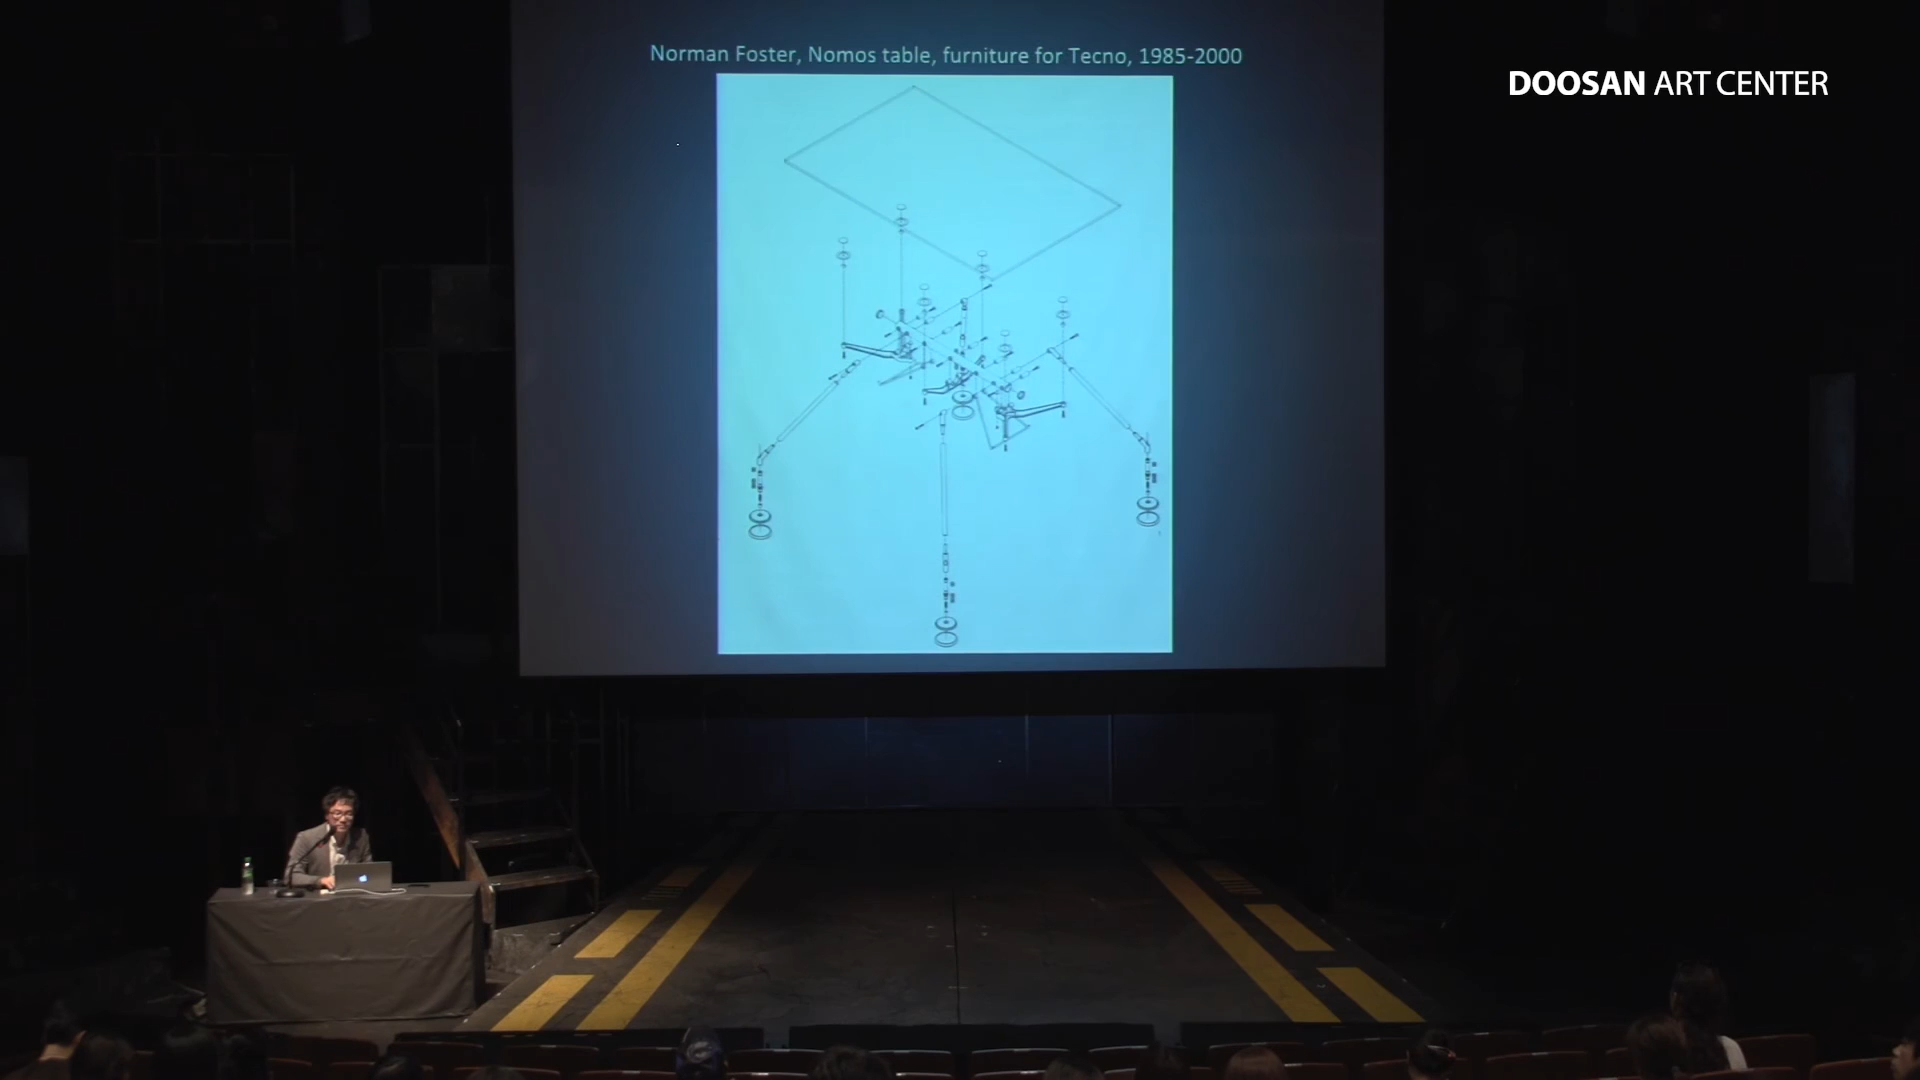 Norman Foster, Nomos table, furniture for Tecno, 1985-2000
DOOSAN ART CENTER